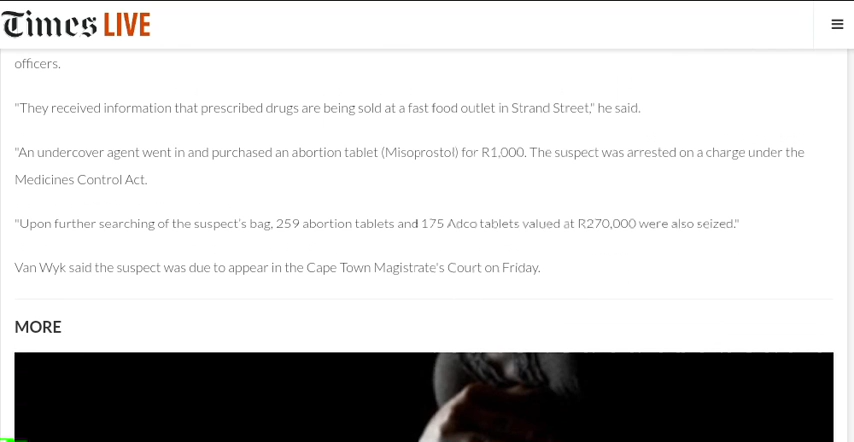 Times LIVE
officers.
"They received information that prescribed drugs are being sold at a fast food outlet in Strand Street," he said.
"An undercover agent went in and purchased an abortion tablet (Misoprostol) for R1,000. The suspect was arrested on a charge under the
Medicines Control Act.
"Upon further searching of the suspect's bag, 259 abortion tablets and 175 Adco tablets valued at R270,000 were also seized."
Van Wyk said the suspect was due to appear in the Cape Town Magistrate's Court on Friday.
MORE